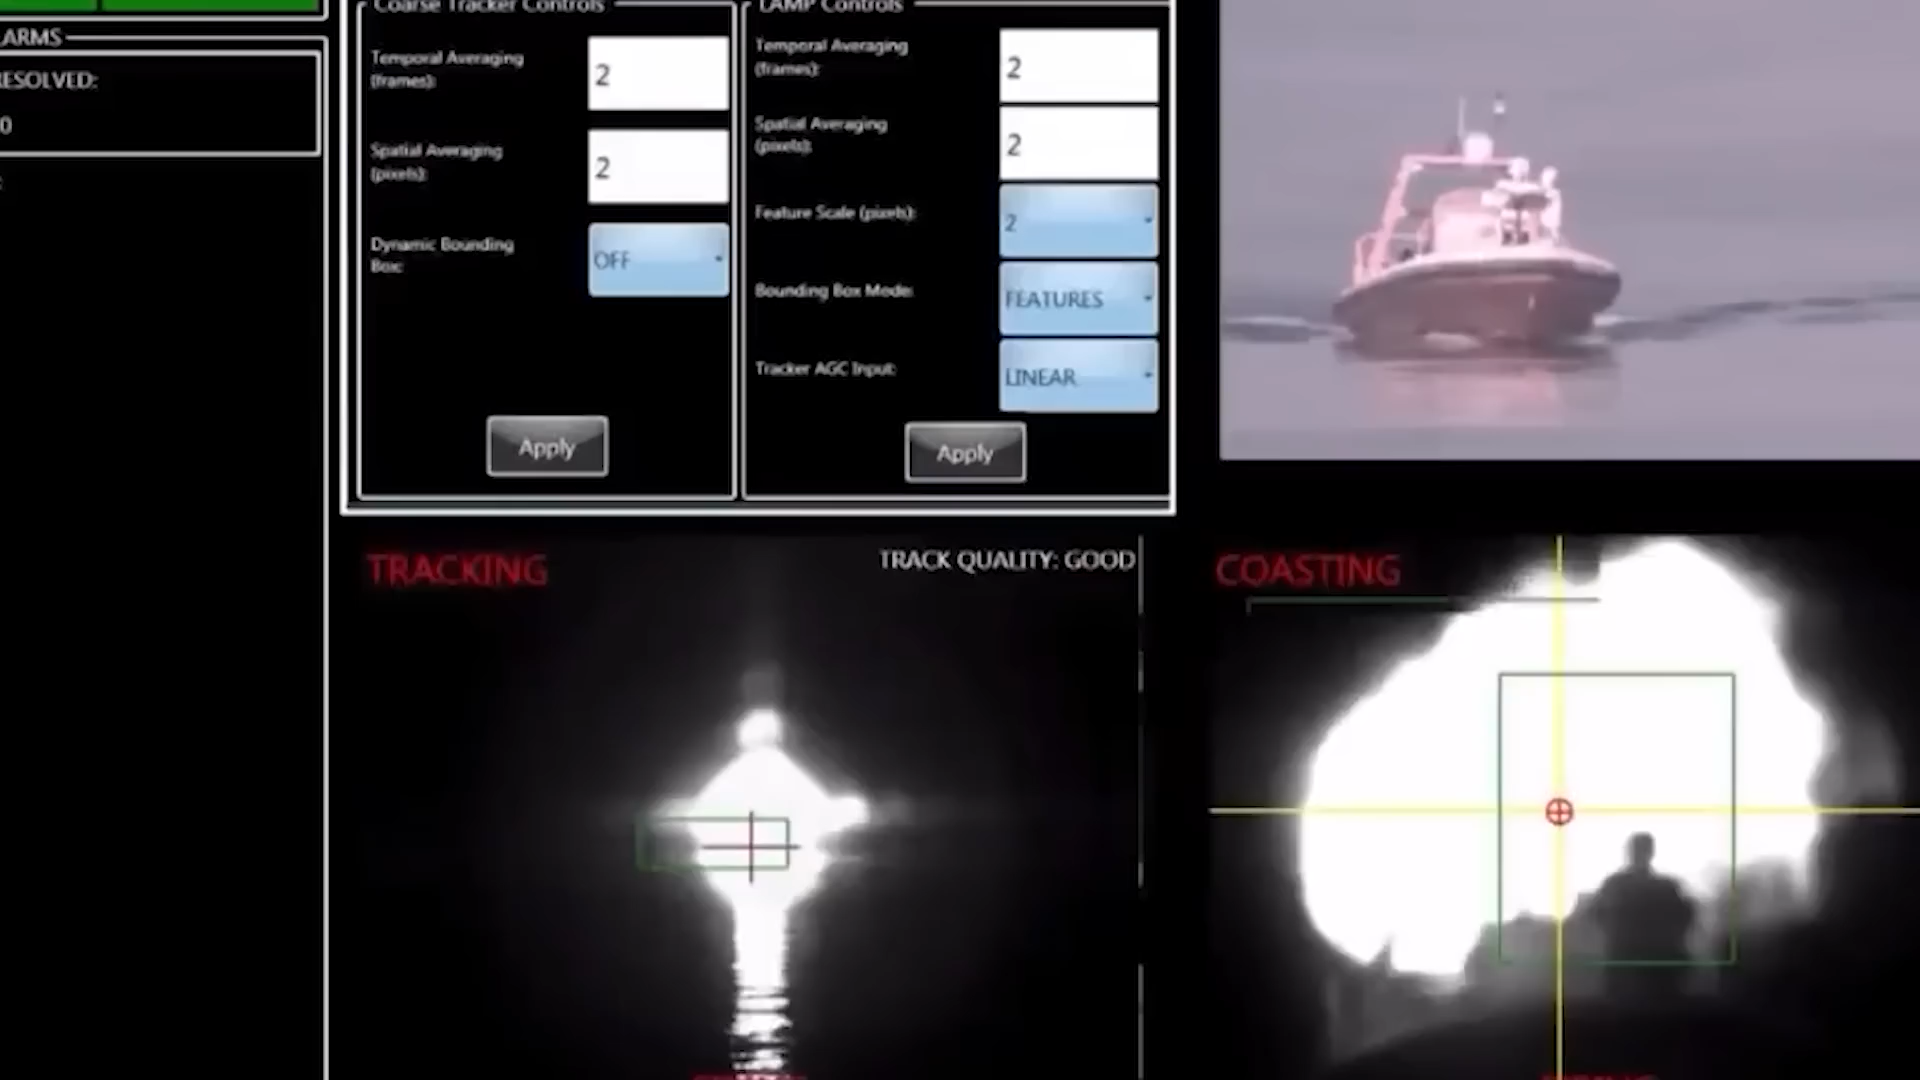 ARMS
RESOLVED:
0
:
Coarse Tracker Controls
Temporal Averaging
(frames):
2
Spatial Averaging
(pixels):
2
Dynamic Bounding
Box:
OFF
Apply
LAMP Controls
Temporal Averaging
(frames):
2
Spatial Averaging
(pixels):
2
Feature Scale (pixels):
2
Bounding Box Mode:
FEATURES
Tracker AGC Input:
LINEAR
Apply
TRACKING
TRACK QUALITY: GOOD
COASTING